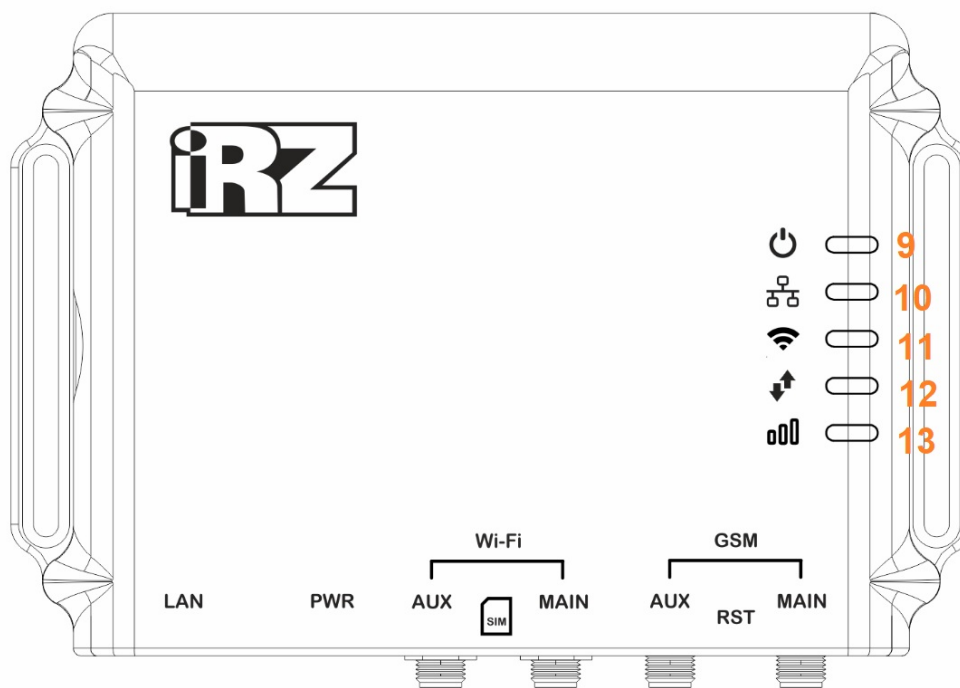 iRZ
9
10
11
12
13
Wi-Fi
GSM
LAN
PWR
AUX
MAIN
AUX
MAIN
SIM
RST